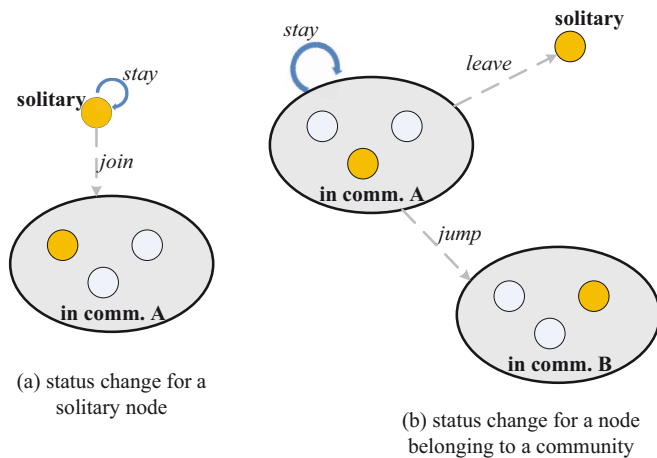 stay
solitary
join
in comm. A
(a) status change for a
solitary node
solitary
stay
leave
in comm. A
jump
in comm. B
(b) status change for a node
belonging to a community